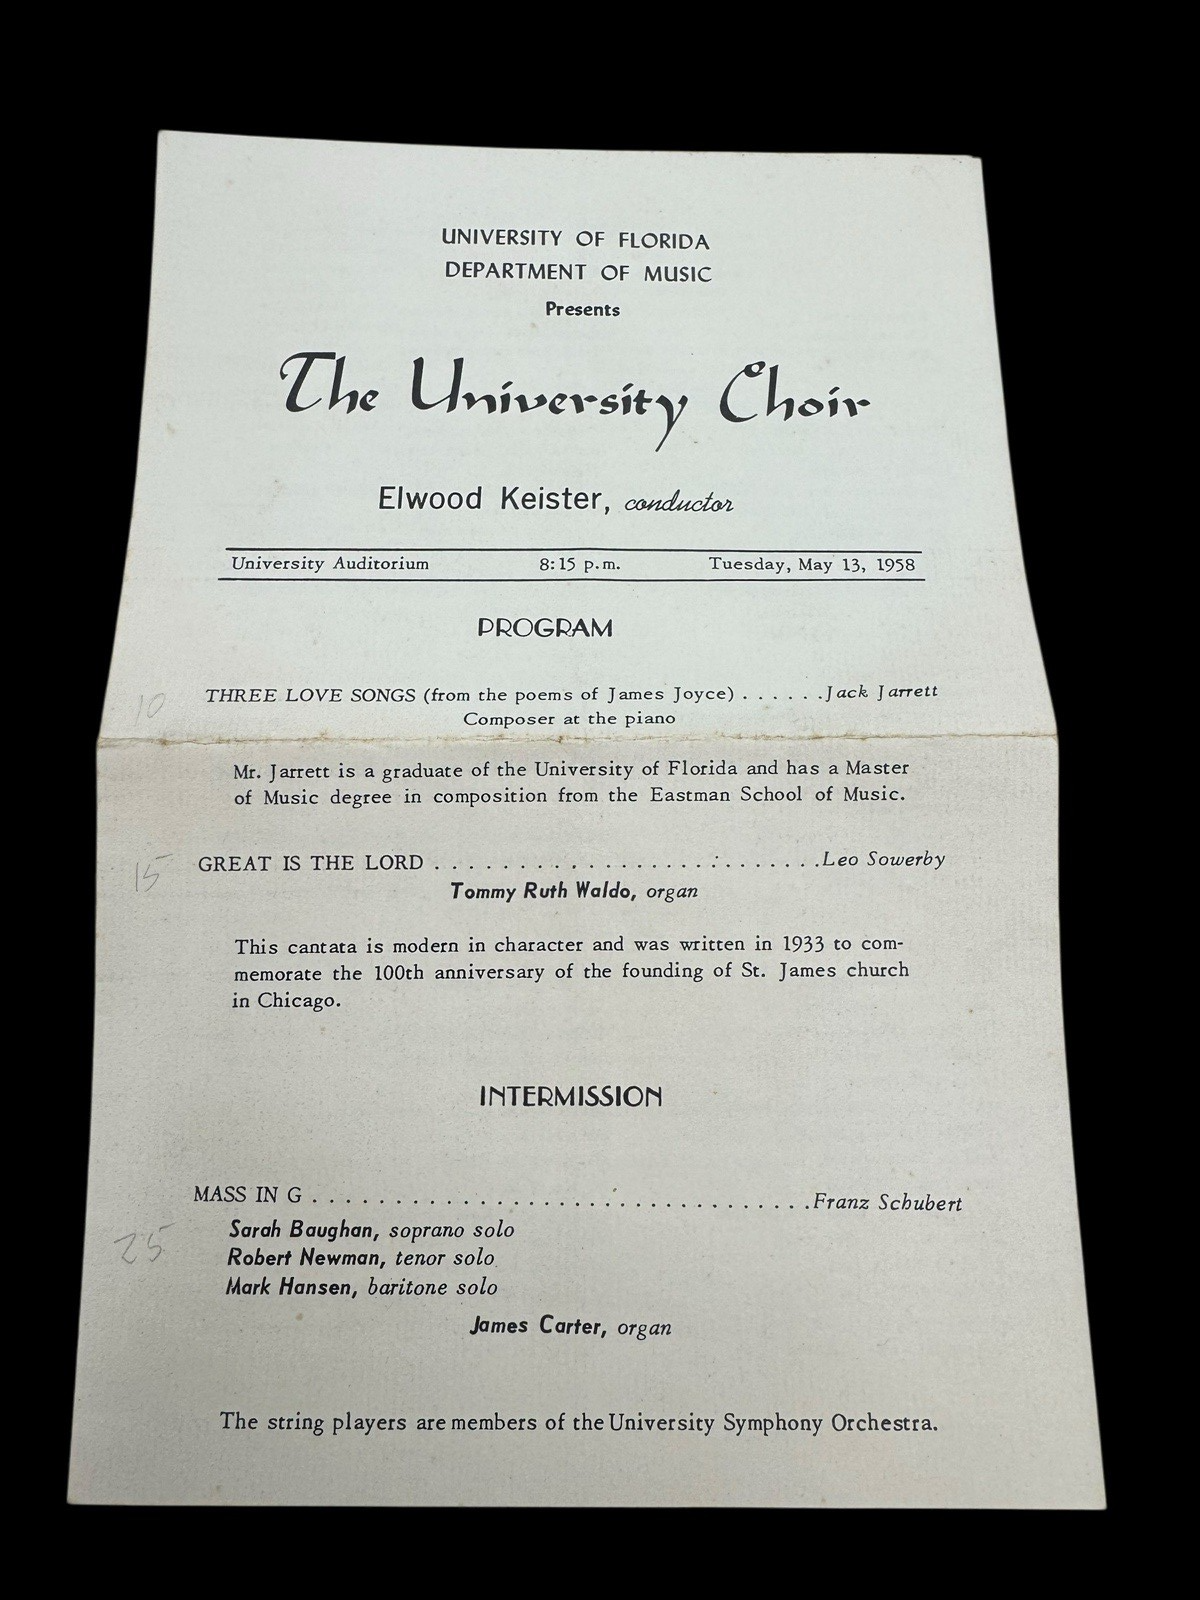 UNIVERSITY OF FLORIDA
DEPARTMENT OF MUSIC
Presents
The University Choir
Elwood Keister, conductor
University Auditorium 8:15 p.m. Tuesday, May 13, 1958
PROGRAM
10 THREE LOVE SONGS (from the poems of James Joyce) . . . . . . Jack Jarrett
Composer at the piano
Mr. Jarrett is a graduate of the University of Florida and has a Master
of Music degree in composition from the Eastman School of Music.
15 GREAT IS THE LORD . . . . . . . . . . . . . . . . . . . . . . . . Leo Sowerby
Tommy Ruth Waldo, organ
This cantata is modern in character and was written in 1933 to com-
memorate the 100th anniversary of the founding of St. James church
in Chicago.
INTERMISSION
MASS IN G . . . . . . . . . . . . . . . . . . . . . . . . . . . . . . . . . . Franz Schubert
25 Sarah Baughan, soprano solo
Robert Newman, tenor solo
Mark Hansen, baritone solo
James Carter, organ
The string players are members of the University Symphony Orchestra.